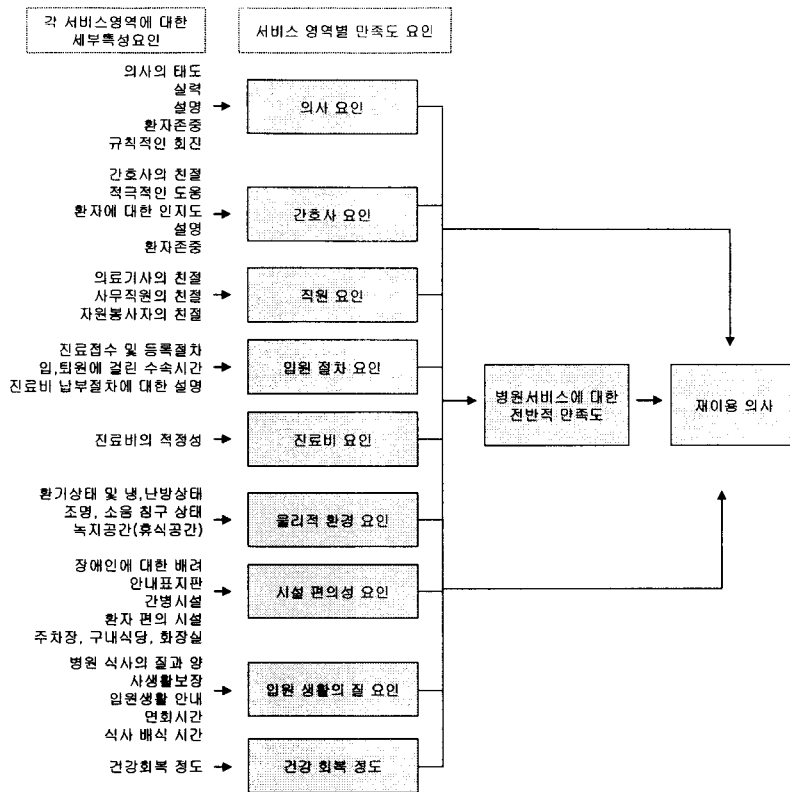 각 서비스영역에 대한
세부특성요인
서비스 영역별 만족도 요인
의사의 태도
실력
설명
환자존중
규칙적인 회진
의사 요인
간호사의 친절
적극적인 도움
환자에 대한 인지도
설명
환자존중
간호사 요인
의료기사의 친절
사무직원의 친절
자원봉사자의 친절
직원 요인
진료접수 및 등록절차
입,퇴원에 걸린 수속시간
진료비 납부절차에 대한 설명
입원 절차 요인
진료비의 적정성
진료비 요인
환기상태 및 냉,난방상태
조명, 소음 침구 상태
녹지공간(휴식공간)
물리적 환경 요인
장애인에 대한 배려
안내표지판
간병시설
환자 편의 시설
주차장, 구내식당, 화장실
시설 편의성 요인
병원 식사의 질과 양
사생활보장
입원생활 안내
면회시간
식사 배식 시간
입원 생활의 질 요인
건강회복 정도
건강 회복 정도
병원서비스에 대한
전반적 만족도
재이용 의사